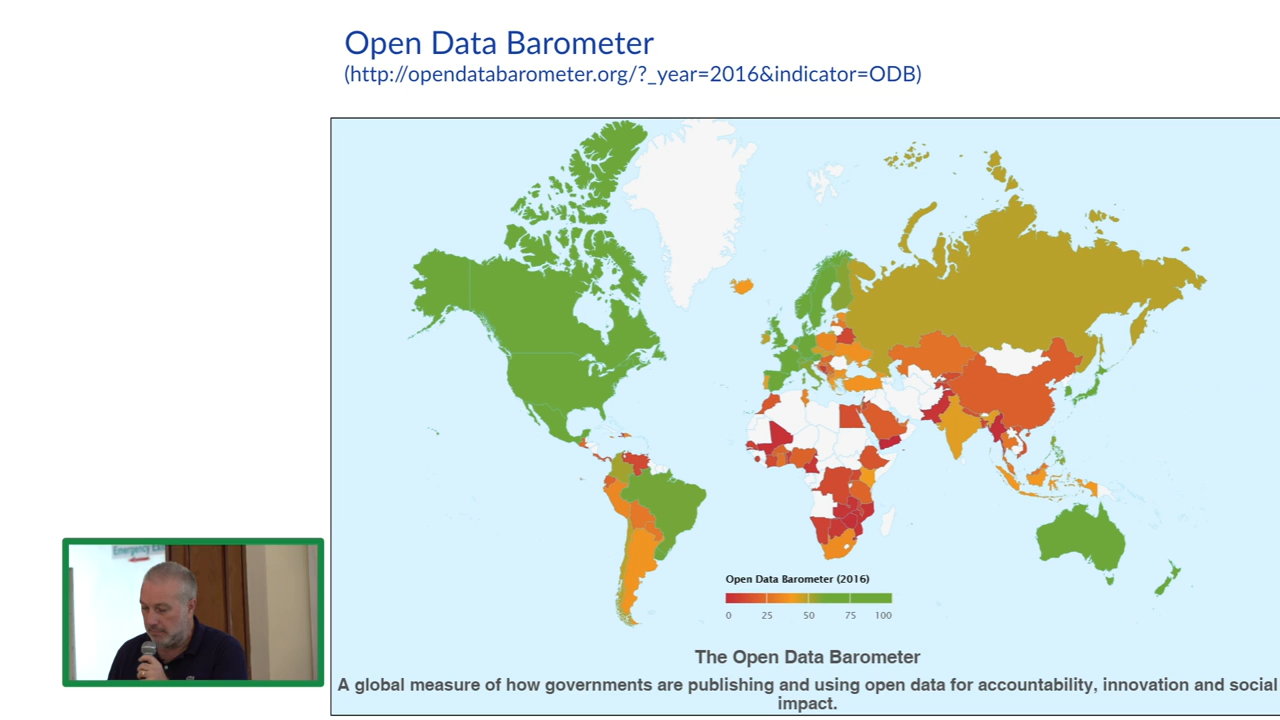 Open Data Barometer
(http://opendatabarometer.org/?_year=2016&indicator=ODB)
Emergency
Open Data Barometer (2016)
0 25 50 75 100
The Open Data Barometer
A global measure of how governments are publishing and using open data for accountability, innovation and social
impact.